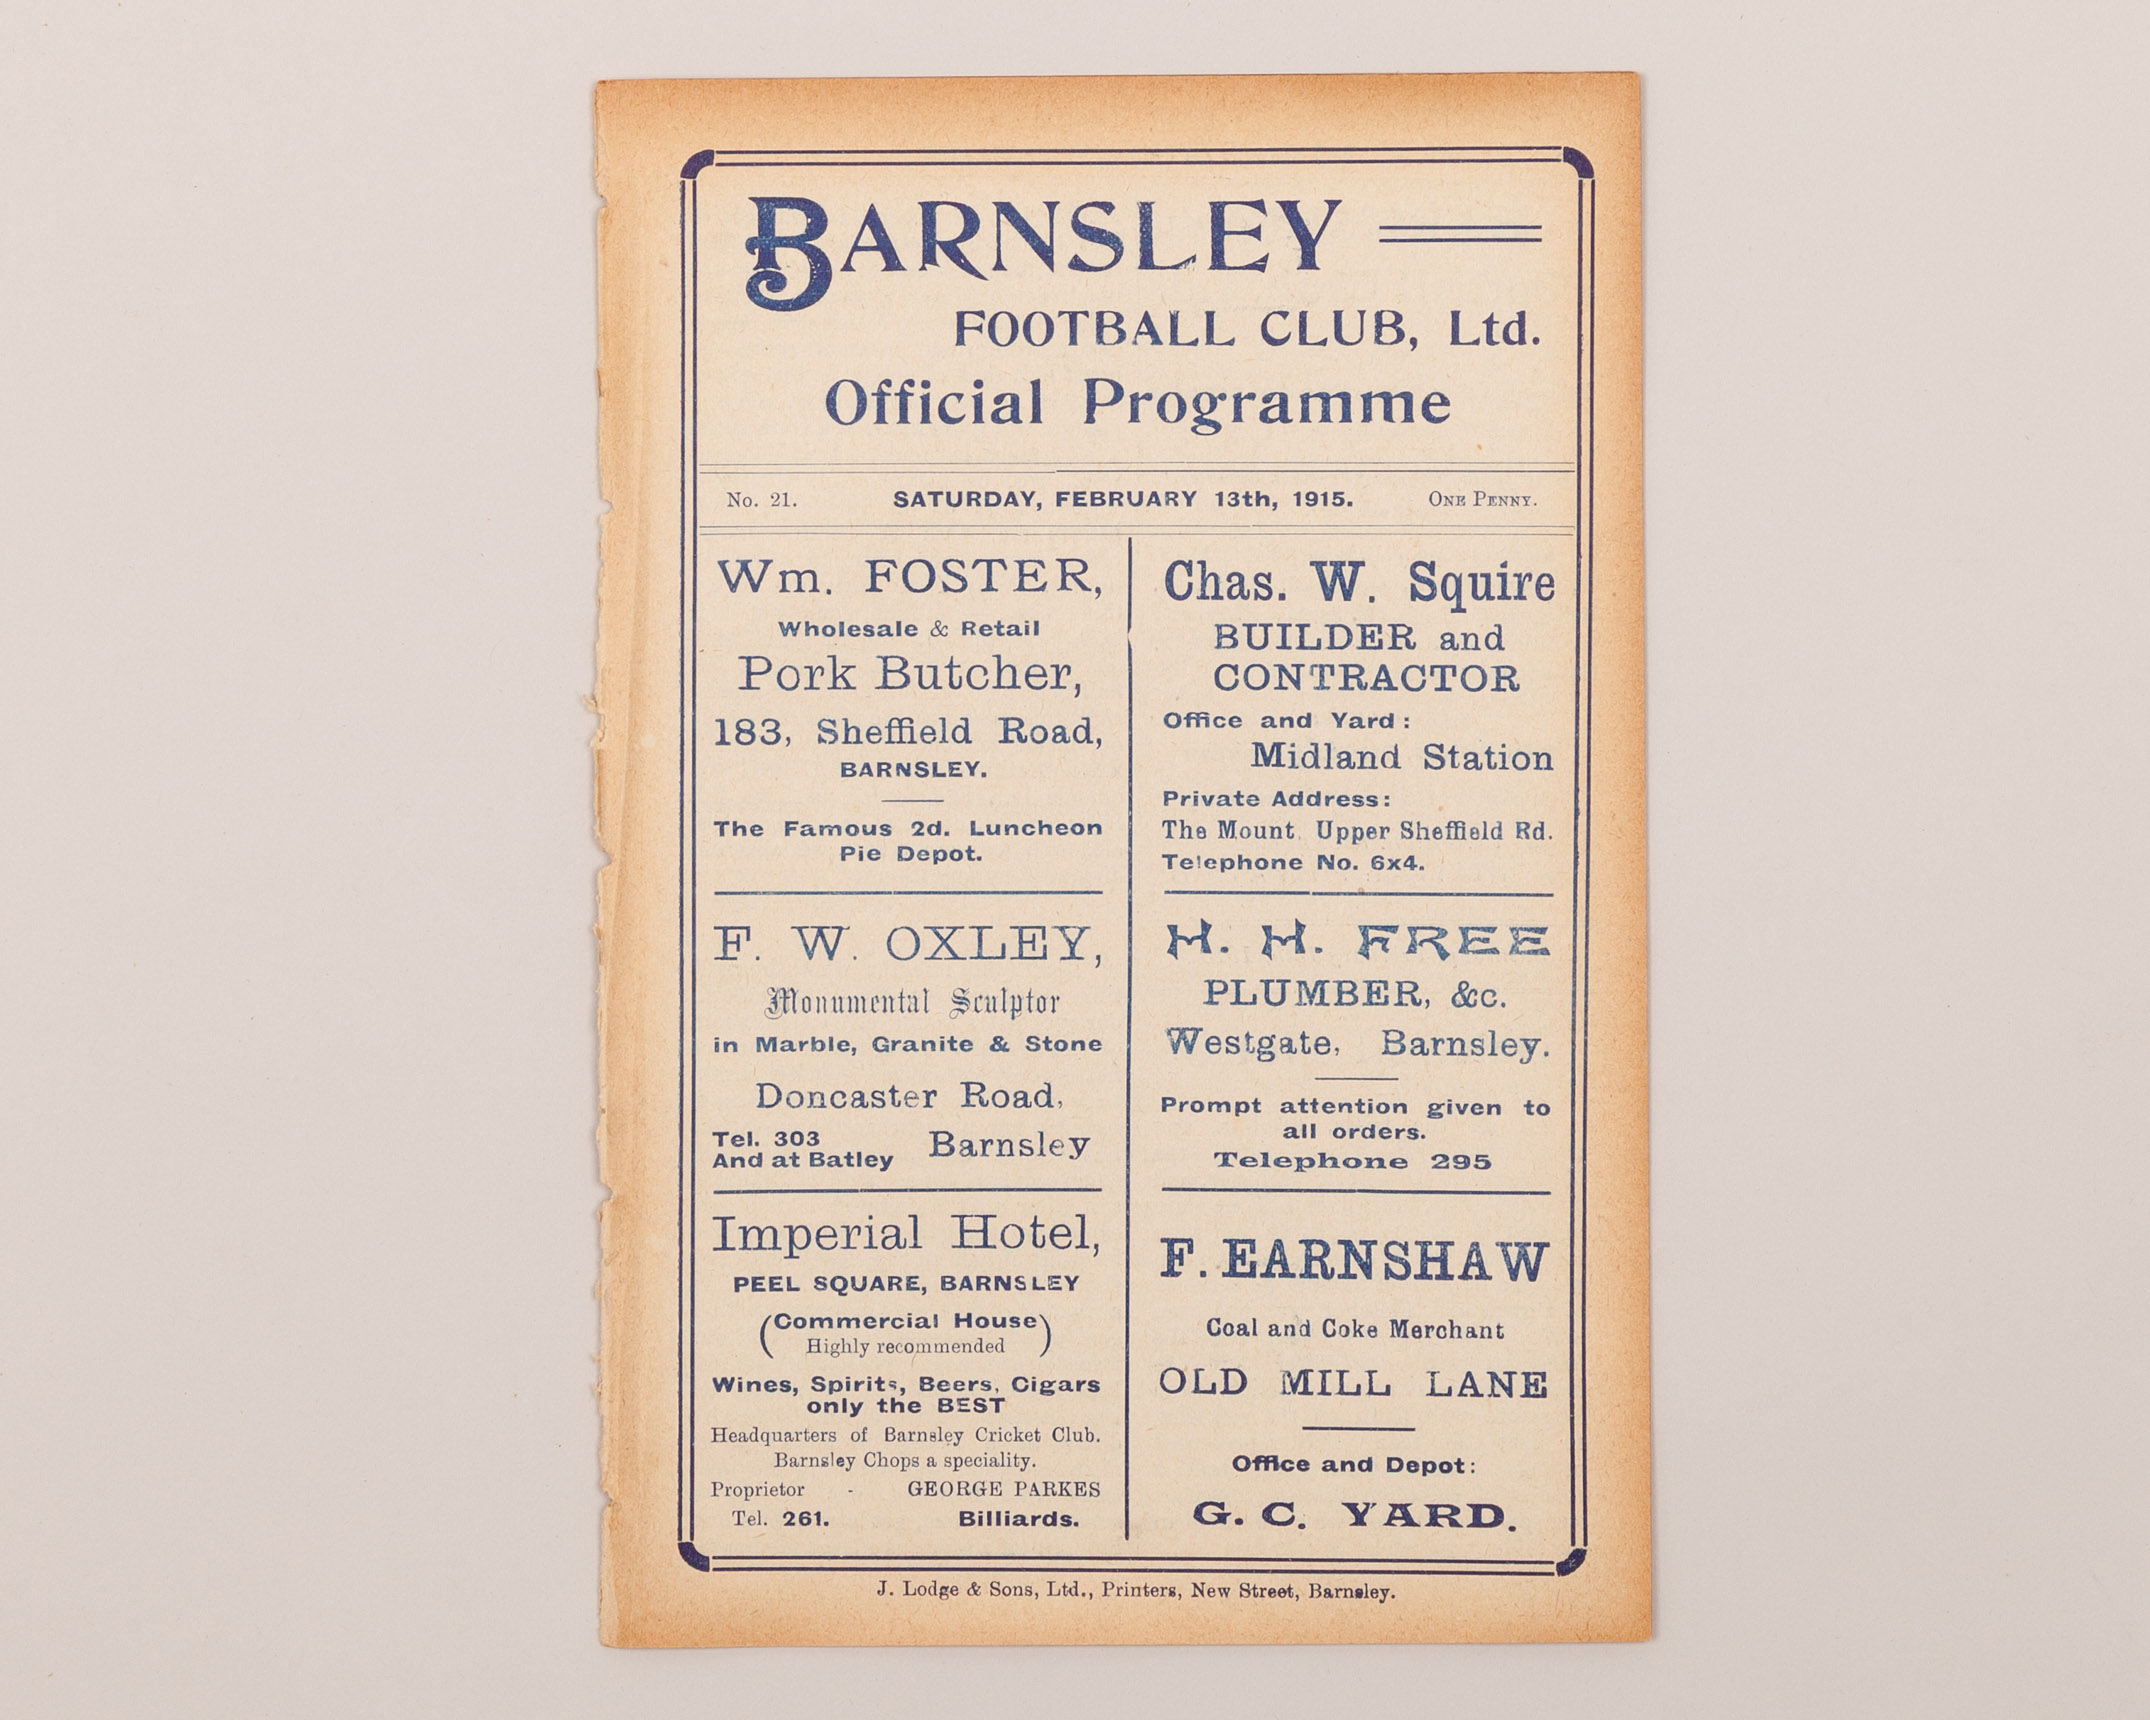 BARNSLEY
FOOTBALL CLUB, Ltd.
Official Programme
No. 21. SATURDAY, FEBRUARY 13th, 1915. ONE PENNY.
Wm. FOSTER,
Wholesale & Retail
Pork Butcher,
183, Sheffield Road,
BARNSLEY.
The Famous 2d. Luncheon
Pie Depot.
F. W. OXLEY,
Monumental Sculptor
in Marble, Granite & Stone
Doncaster Road,
Tel. 303
And at Batley Barnsley
Imperial Hotel,
PEEL SQUARE, BARNSLEY
(Commercial House
Highly recommended)
Wines, Spirits, Beers, Cigars
only the BEST
Headquarters of Barnsley Cricket Club.
Barnsley Chops a speciality.
Proprietor - GEORGE PARKES
Tel. 261. Billiards.
Chas. W. Squire
BUILDER and
CONTRACTOR
Office and Yard:
Midland Station
Private Address:
The Mount Upper Sheffield Rd.
Telephone No. 6x4.
H. H. FREE
PLUMBER, &c.
Westgate, Barnsley.
Prompt attention given to
all orders.
Telephone 295
F. EARNSHAW
Coal and Coke Merchant
OLD MILL LANE
Office and Depot:
G. C. YARD.
J. Lodge & Sons, Ltd., Printers, New Street, Barnsley.